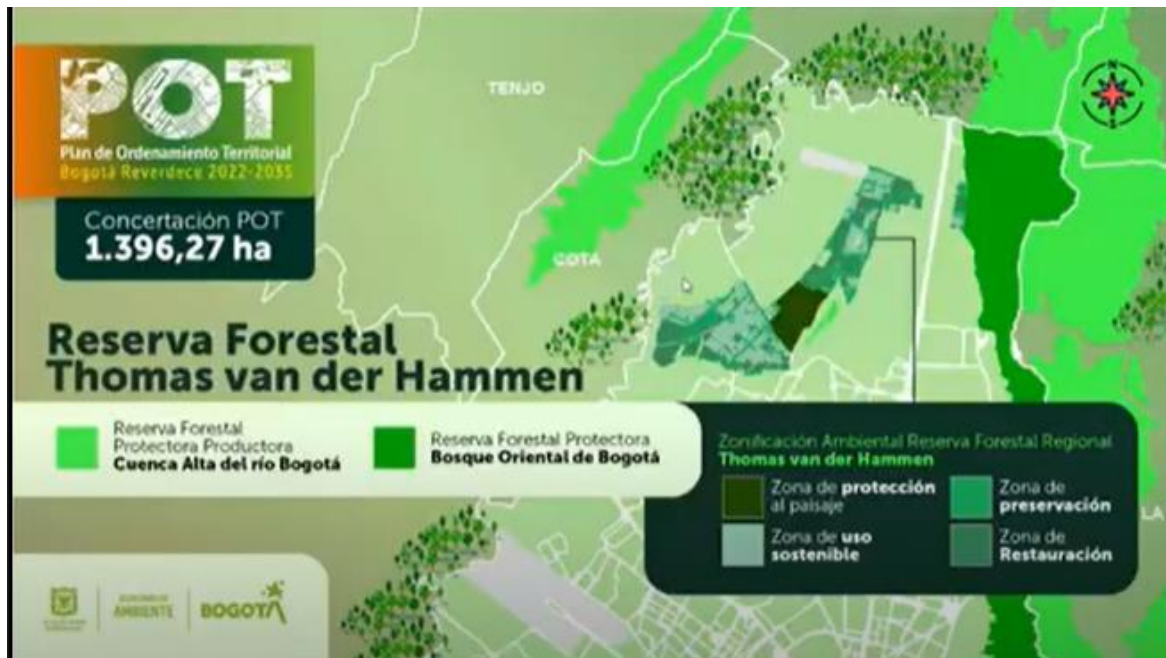 POT
Plan de Ordenamiento Territorial
Bogotá Reverdece 2022-2035
Concertación POT
1.396,27 ha
TENJO
COTA
N
Reserva Forestal
Thomas van der Hammen
Reserva Forestal
Protectora Productora
Cuenca Alta del río Bogotá
Reserva Forestal Protectora
Bosque Oriental de Bogotá
Zonificación Ambiental Reserva Forestal Regional
Thomas van der Hammen
Zona de protección
al paisaje
Zona de
preservación
Zona de uso
sostenible
Zona de
Restauración
LA
AMBIENTE
BOGOTÁ